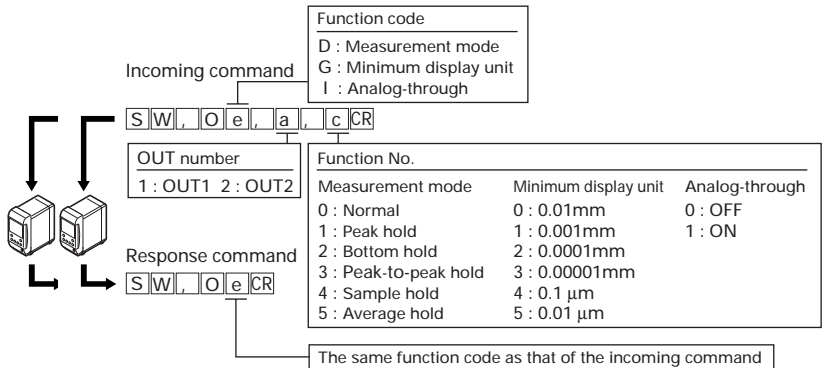 Function code
D : Measurement mode
G : Minimum display unit
I : Analog-through
Incoming command
S W , O e , a , c CR
OUT number
1 : OUT1 2 : OUT2
Function No.
Measurement mode Minimum display unit Analog-through
0 : Normal 0 : 0.01mm 0 : OFF
1 : Peak hold 1 : 0.001mm 1 : ON
2 : Bottom hold 2 : 0.0001mm
3 : Peak-to-peak hold 3 : 0.00001mm
4 : Sample hold 4 : 0.1 µm
5 : Average hold 5 : 0.01 µm
Response command
S W , O e CR
The same function code as that of the incoming command